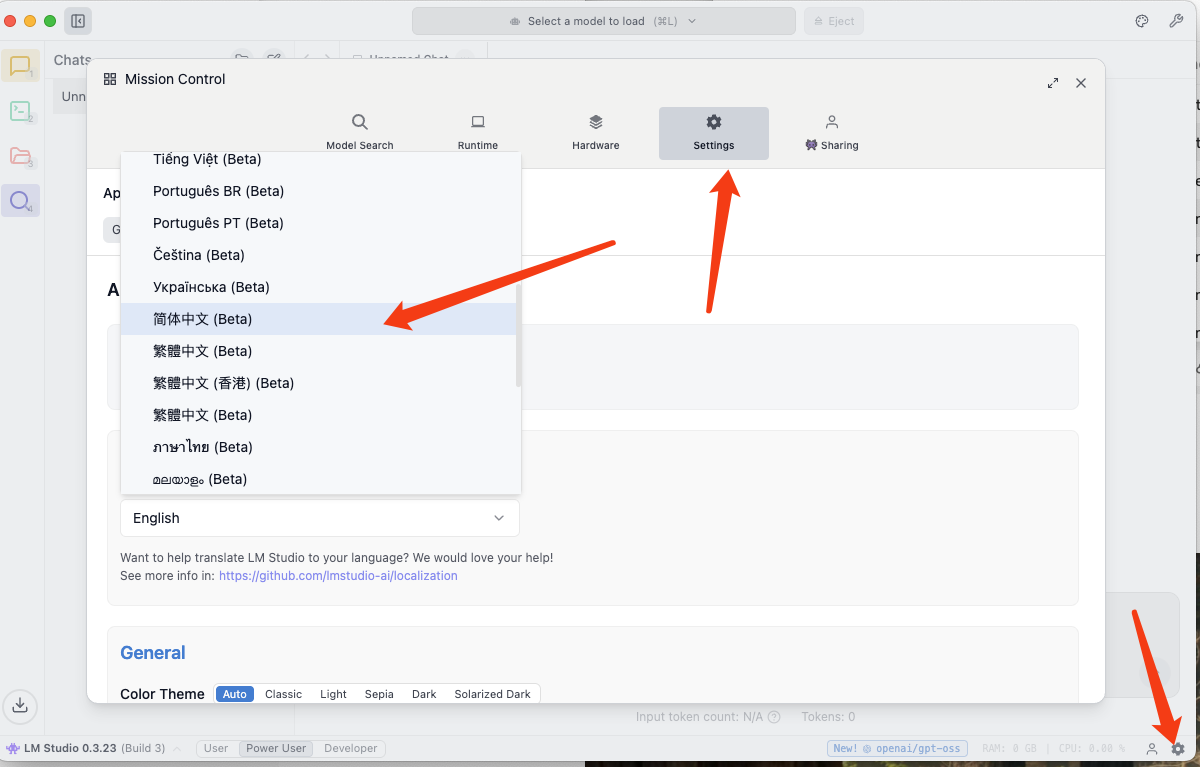 Select a model to load (⌘L)
Eject
Chats
Unnamed Chat
Unn
1
2
3
4
Mission Control
Model Search
Runtime
Hardware
Settings
👾 Sharing
Ap
G
A
Tiếng Việt (Beta)
Português BR (Beta)
Português PT (Beta)
Čeština (Beta)
Українська (Beta)
简体中文 (Beta)
繁體中文 (Beta)
繁體中文 (香港) (Beta)
繁體中文 (Beta)
ภาษาไทย (Beta)
മലയാളം (Beta)
English
Want to help translate LM Studio to your language? We would love your help!
See more info in: https://github.com/lmstudio-ai/localization
General
Color Theme Auto Classic Light Sepia Dark Solarized Dark
Input token count: N/A Tokens: 0
👾 LM Studio 0.3.23 (Build 3) User Power User Developer New! openai/gpt-oss RAM: 0 GB | CPU: 0.00 %